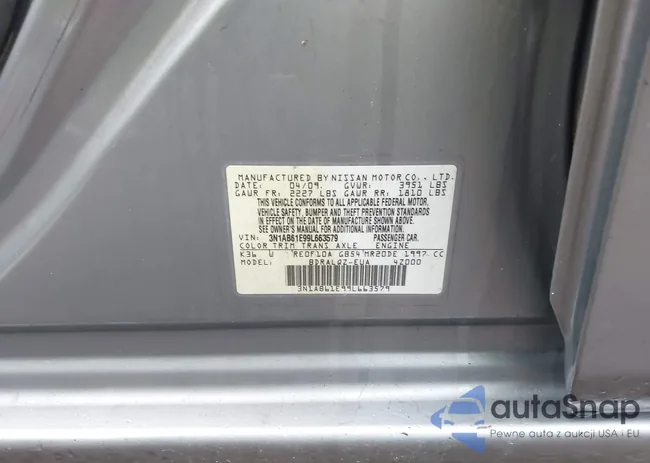 MANUFACTURED BY NISSAN MOTOR CO., LTD.
DATE: 04/09. GVWR: 3951 LBS
GAWR FR: 2227 LBS GAWR RR: 1810 LBS
THIS VEHICLE CONFORMS TO ALL APPLICABLE FEDERAL MOTOR
VEHICLE SAFETY, BUMPER AND THEFT PREVENTION STANDARDS
IN EFFECT ON THE DATE OF MANUFACTURE SHOWN ABOVE.
SEE OWNER'S MANUAL FOR ADDITIONAL INFORMATION.
VIN: 3N1AB61E99L663579 PASSENGER CAR.
COLOR TRIM TRANS AXLE ENGINE
K36 W RE0F10A GB54 MR20DE 1997 CC
MODEL: BDRALQZ-EUA 4Z000
3N1AB61E99L663579
autaSnap
Pewne auta z aukcji USA i EU